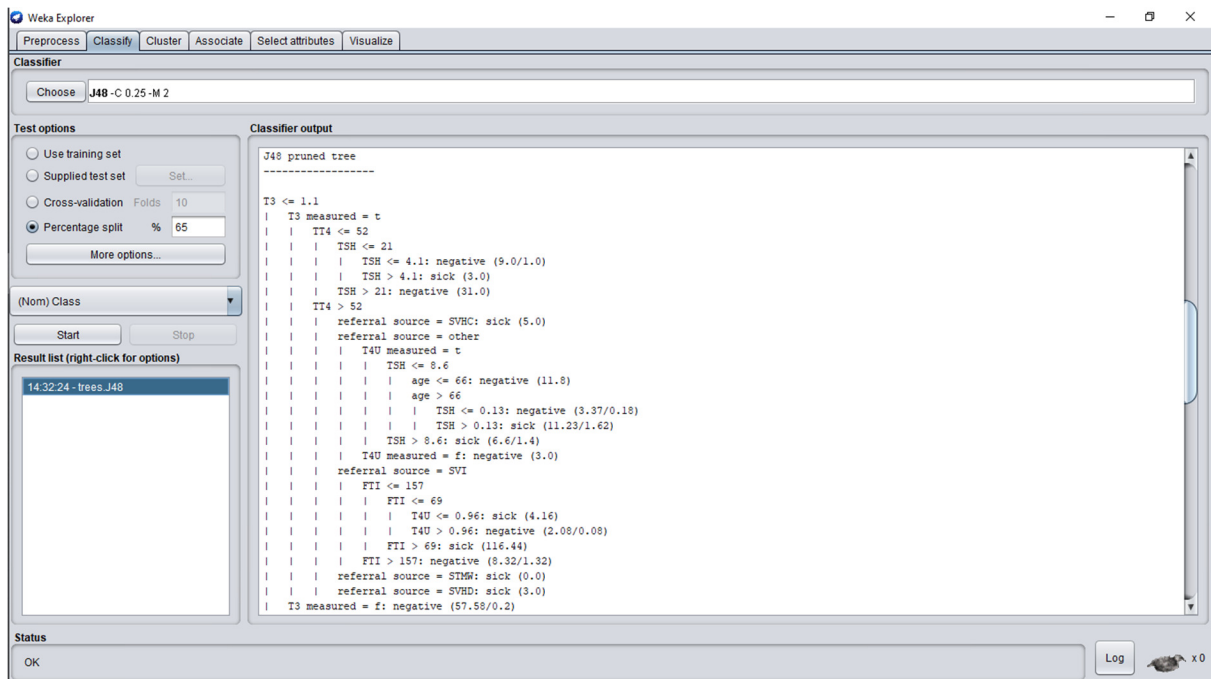 Weka Explorer
Preprocess Classify Cluster Associate Select attributes Visualize
Classifier
Choose J48 -C 0.25 -M 2
Test options
Use training set
Supplied test set Set...
Cross-validation Folds 10
Percentage split % 65
More options...
(Nom) Class
Start Stop
Result list (right-click for options)
14:32:24 - trees.J48
Classifier output
J48 pruned tree
------------------
T3 <= 1.1
| T3 measured = t
| | TT4 <= 52
| | | TSH <= 21
| | | | TSH <= 4.1: negative (9.0/1.0)
| | | | TSH > 4.1: sick (3.0)
| | | TSH > 21: negative (31.0)
| | TT4 > 52
| | | referral source = SVHC: sick (5.0)
| | | referral source = other
| | | | T4U measured = t
| | | | | TSH <= 8.6
| | | | | | age <= 66: negative (11.8)
| | | | | | age > 66
| | | | | | | TSH <= 0.13: negative (3.37/0.18)
| | | | | | | TSH > 0.13: sick (11.23/1.62)
| | | | | TSH > 8.6: sick (6.6/1.4)
| | | | T4U measured = f: negative (3.0)
| | | referral source = SVI
| | | | FTI <= 157
| | | | | FTI <= 69
| | | | | | T4U <= 0.96: sick (4.16)
| | | | | | T4U > 0.96: negative (2.08/0.08)
| | | | | FTI > 69: sick (116.44)
| | | | FTI > 157: negative (8.32/1.32)
| | | referral source = STMW: sick (0.0)
| | | referral source = SVHD: sick (3.0)
| T3 measured = f: negative (57.58/0.2)
Status
OK
Log x 0